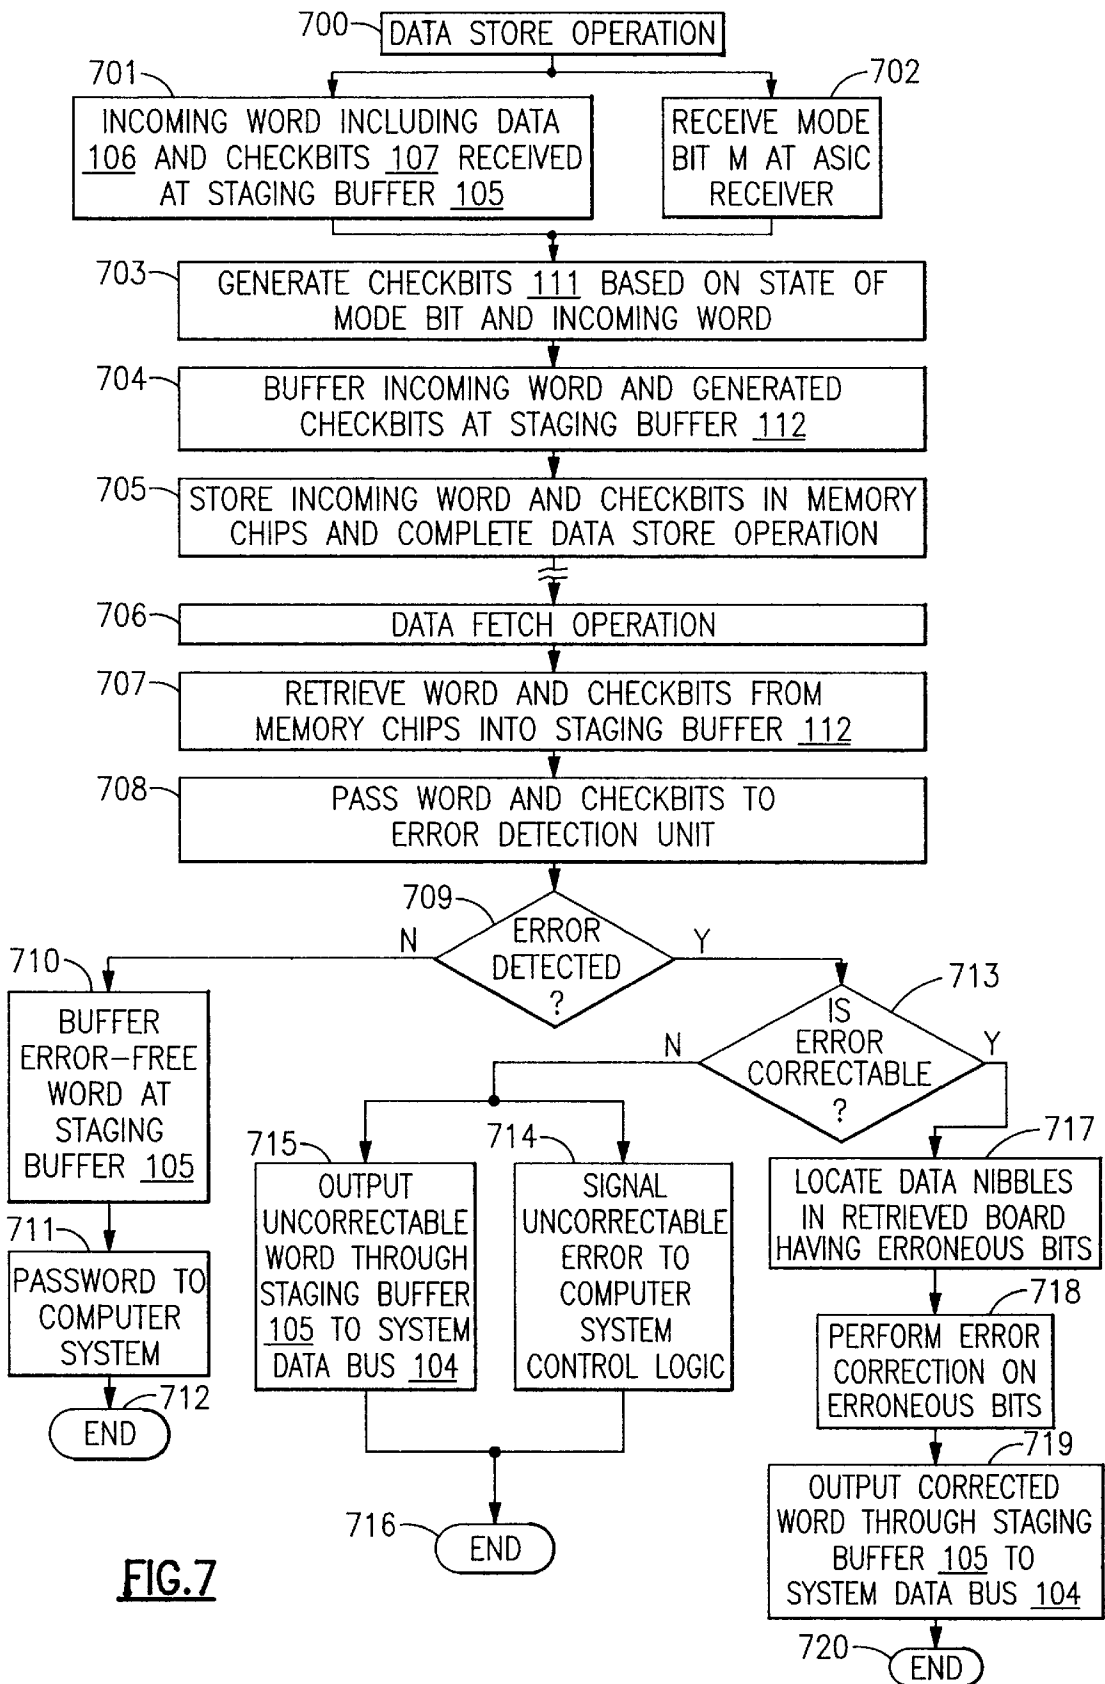 700
DATA STORE OPERATION
701
INCOMING WORD INCLUDING DATA
106 AND CHECKBITS 107 RECEIVED
AT STAGING BUFFER 105
702
RECEIVE MODE
BIT M AT ASIC
RECEIVER
703
GENERATE CHECKBITS 111 BASED ON STATE OF
MODE BIT AND INCOMING WORD
704
BUFFER INCOMING WORD AND GENERATED
CHECKBITS AT STAGING BUFFER 112
705
STORE INCOMING WORD AND CHECKBITS IN MEMORY
CHIPS AND COMPLETE DATA STORE OPERATION
706
DATA FETCH OPERATION
707
RETRIEVE WORD AND CHECKBITS FROM
MEMORY CHIPS INTO STAGING BUFFER 112
708
PASS WORD AND CHECKBITS TO
ERROR DETECTION UNIT
709
ERROR
DETECTED
?
N
Y
710
BUFFER
ERROR-FREE
WORD AT
STAGING
BUFFER 105
711
PASSWORD TO
COMPUTER
SYSTEM
712
END
713
IS
ERROR
CORRECTABLE
?
N
Y
715
OUTPUT
UNCORRECTABLE
WORD THROUGH
STAGING BUFFER
105 TO SYSTEM
DATA BUS 104
714
SIGNAL
UNCORRECTABLE
ERROR TO
COMPUTER
SYSTEM
CONTROL LOGIC
716
END
717
LOCATE DATA NIBBLES
IN RETRIEVED BOARD
HAVING ERRONEOUS BITS
718
PERFORM ERROR
CORRECTION ON
ERRONEOUS BITS
719
OUTPUT CORRECTED
WORD THROUGH STAGING
BUFFER 105 TO
SYSTEM DATA BUS 104
720
END
FIG.7